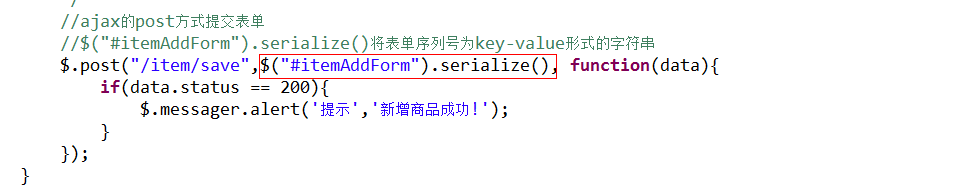 /
//ajax的post方式提交表单
//$("#itemAddForm").serialize()将表单序列号为key-value形式的字符串
$.post("/item/save",$("#itemAddForm").serialize(), function(data){
if(data.status == 200){
$.messager.alert('提示','新增商品成功!');
}
});
}